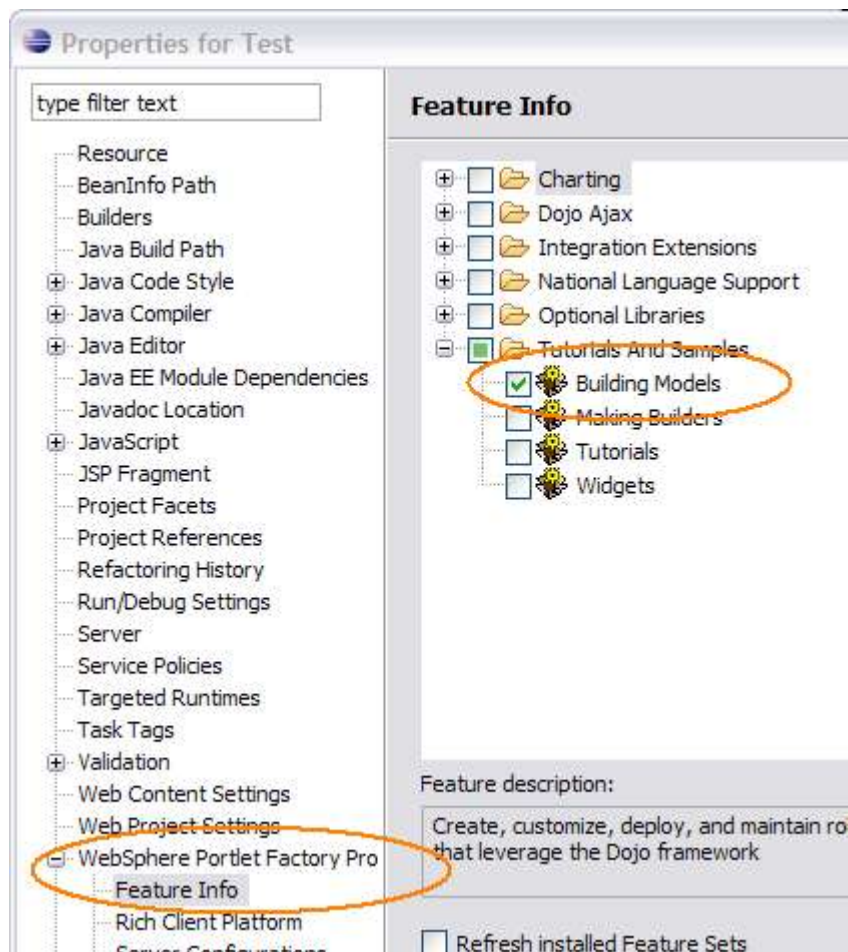 Properties for Test
type filter text
Resource
BeanInfo Path
Builders
Java Build Path
Java Code Style
Java Compiler
Java Editor
Java EE Module Dependencies
Javadoc Location
JavaScript
JSP Fragment
Project Facets
Project References
Refactoring History
Run/Debug Settings
Server
Service Policies
Targeted Runtimes
Task Tags
Validation
Web Content Settings
Web Project Settings
WebSphere Portlet Factory Pro
Feature Info
Rich Client Platform
Server Configurations
Feature Info
Charting
Dojo Ajax
Integration Extensions
National Language Support
Optional Libraries
Tutorials And Samples
Building Models
Making Builders
Tutorials
Widgets
Feature description:
Create, customize, deploy, and maintain
that leverage the Dojo framework
Refresh installed Feature Sets